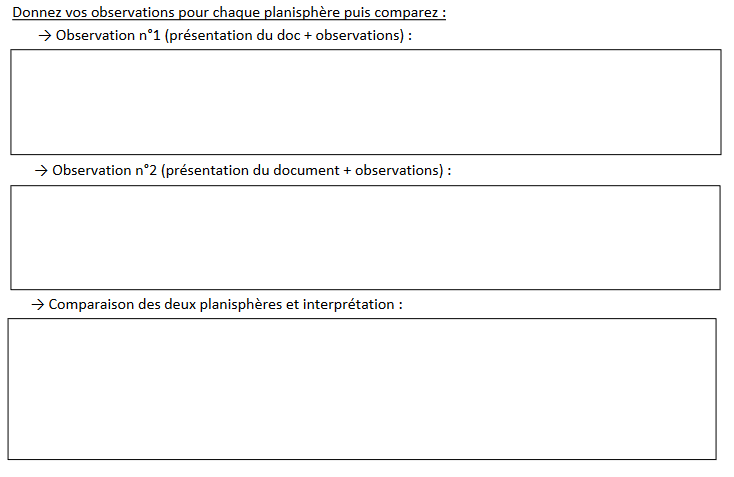 Donnez vos observations pour chaque planisphère puis comparez :
→ Observation n°1 (présentation du doc + observations) :
→ Observation n°2 (présentation du document + observations) :
→ Comparaison des deux planisphères et interprétation :